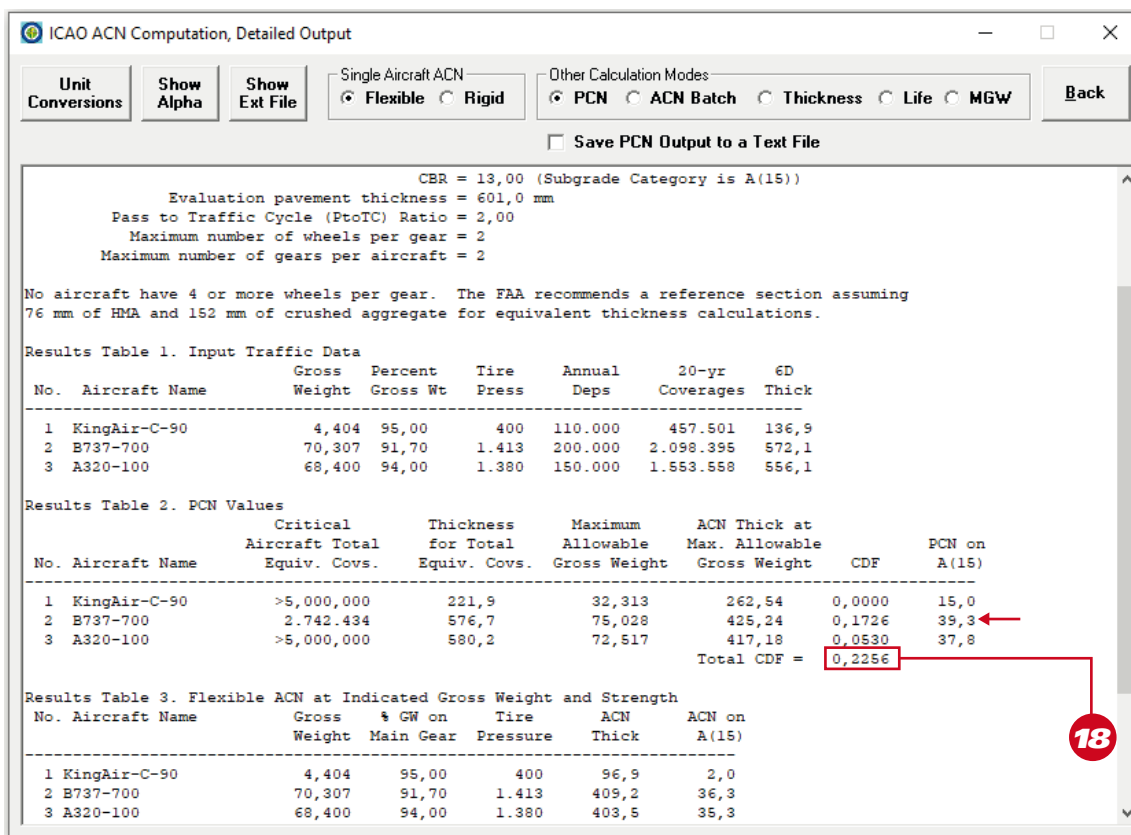 ICAO ACN Computation, Detailed Output
Unit Conversions
Show Alpha
Show Ext File
Single Aircraft ACN
Flexible Rigid
Other Calculation Modes
PCN ACN Batch Thickness Life MGW
Back
Save PCN Output to a Text File
CBR = 13,00 (Subgrade Category is A(15))
Evaluation pavement thickness = 601,0 mm
Pass to Traffic Cycle (PtoTC) Ratio = 2,00
Maximum number of wheels per gear = 2
Maximum number of gears per aircraft = 2
No aircraft have 4 or more wheels per gear. The FAA recommends a reference section assuming
76 mm of HMA and 152 mm of crushed aggregate for equivalent thickness calculations.
Results Table 1. Input Traffic Data
Gross Percent Tire Annual 20-yr 6D
No. Aircraft Name Weight Gross Wt Press Deps Coverages Thick
1 KingAir-C-90 4,404 95,00 400 110.000 457.501 136,9
2 B737-700 70,307 91,70 1.413 200.000 2.098.395 572,1
3 A320-100 68,400 94,00 1.380 150.000 1.553.558 556,1
Results Table 2. PCN Values
Critical Thickness Maximum ACN Thick at
Aircraft Total for Total Allowable Max. Allowable PCN on
No. Aircraft Name Equiv. Covs. Equiv. Covs. Gross Weight Gross Weight CDF A(15)
1 KingAir-C-90 >5,000,000 221,9 32,313 262,54 0,0000 15,0
2 B737-700 2.742.434 576,7 75,028 425,24 0,1726 39,3
3 A320-100 >5,000,000 580,2 72,517 417,18 0,0530 37,8
Total CDF = 0,2256
18
Results Table 3. Flexible ACN at Indicated Gross Weight and Strength
No. Aircraft Name Gross % GW on Tire ACN ACN on
Weight Main Gear Pressure Thick A(15)
1 KingAir-C-90 4,404 95,00 400 96,9 2,0
2 B737-700 70,307 91,70 1.413 409,2 36,3
3 A320-100 68,400 94,00 1.380 403,5 35,3